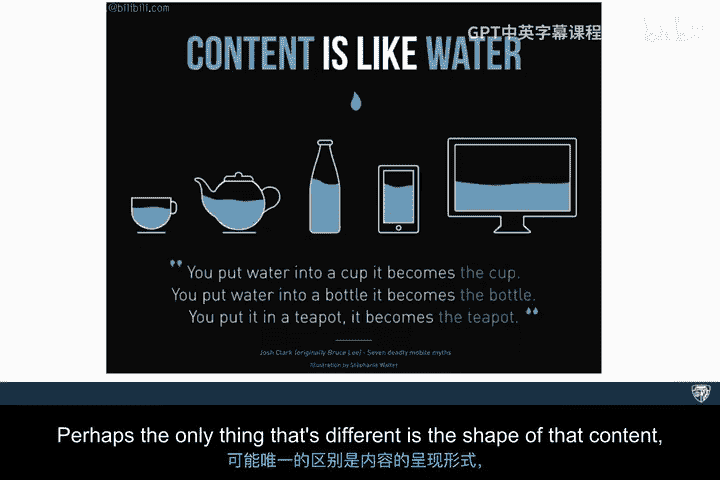 @bilibili.com
GPT中英字幕课程
CONTENT IS LIKE WATER
" You put water into a cup it becomes the cup.
You put water into a bottle it becomes the bottle.
You put it in a teapot, it becomes the teapot. "
Josh Clark (originally Bruce Lee) - Seven deadly mobile myths
Illustration by Stéphanie Walter
Perhaps the only thing that's different is the shape of that content,
可能唯一的区别是内容的呈现形式,